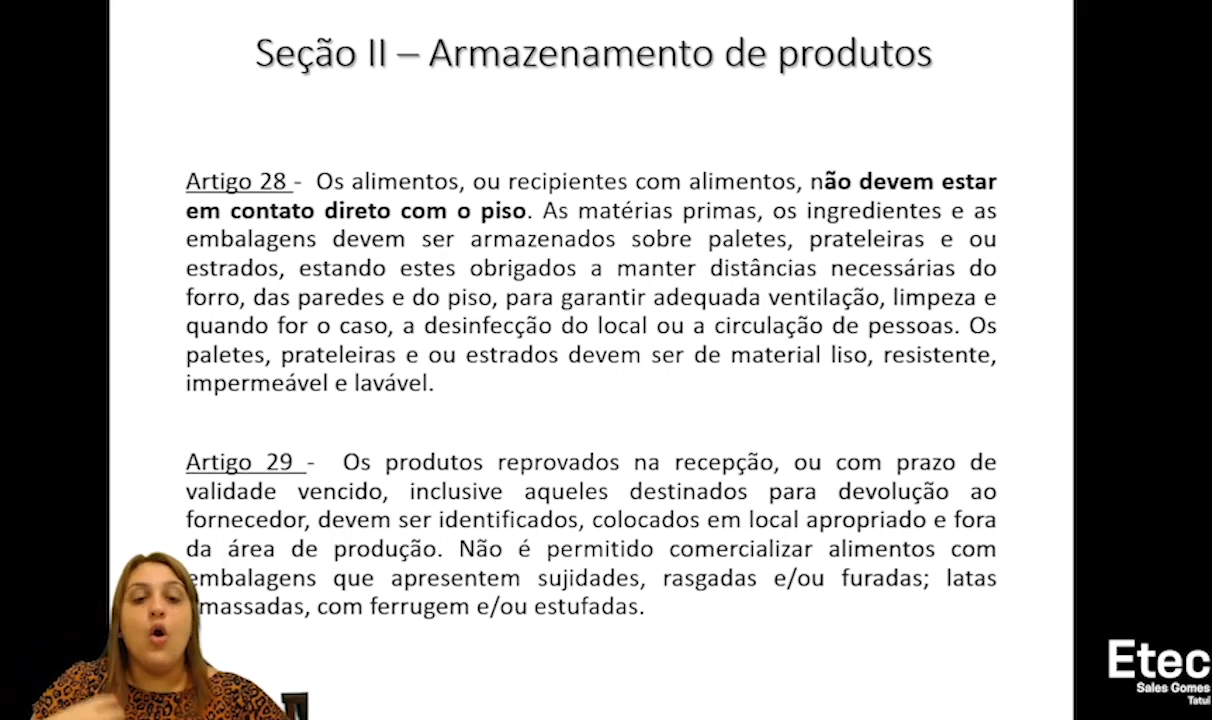 Seção II – Armazenamento de produtos
Artigo 28 - Os alimentos, ou recipientes com alimentos, não devem estar
em contato direto com o piso. As matérias primas, os ingredientes e as
embalagens devem ser armazenados sobre paletes, prateleiras e ou
estrados, estando estes obrigados a manter distâncias necessárias do
forro, das paredes e do piso, para garantir adequada ventilação, limpeza e
quando for o caso, a desinfecção do local ou a circulação de pessoas. Os
paletes, prateleiras e ou estrados devem ser de material liso, resistente,
impermeável e lavável.
Artigo 29 - Os produtos reprovados na recepção, ou com prazo de
validade vencido, inclusive aqueles destinados para devolução ao
fornecedor, devem ser identificados, colocados em local apropriado e fora
da área de produção. Não é permitido comercializar alimentos com
embalagens que apresentem sujidades, rasgadas e/ou furadas; latas
massadas, com ferrugem e/ou estufadas.
Etec
Sales Gomes
Tatuí